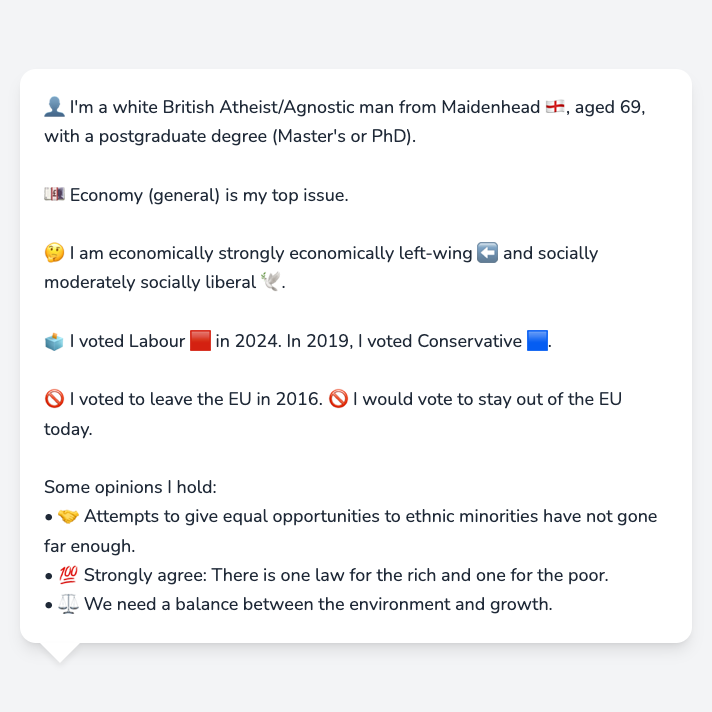 👤 I'm a white British Atheist/Agnostic man from Maidenhead 🏴󠁧󠁢󠁥󠁮󠁧󠁿, aged 69,
with a postgraduate degree (Master's or PhD).
💷 Economy (general) is my top issue.
🤔 I am economically strongly economically left-wing ⬅️ and socially
moderately socially liberal 🕊️.
🗳️ I voted Labour 🟥 in 2024. In 2019, I voted Conservative 🟦.
🚫 I voted to leave the EU in 2016. 🚫 I would vote to stay out of the EU
today.
Some opinions I hold:
• 🤝 Attempts to give equal opportunities to ethnic minorities have not gone
far enough.
• 💯 Strongly agree: There is one law for the rich and one for the poor.
• ⚖️ We need a balance between the environment and growth.